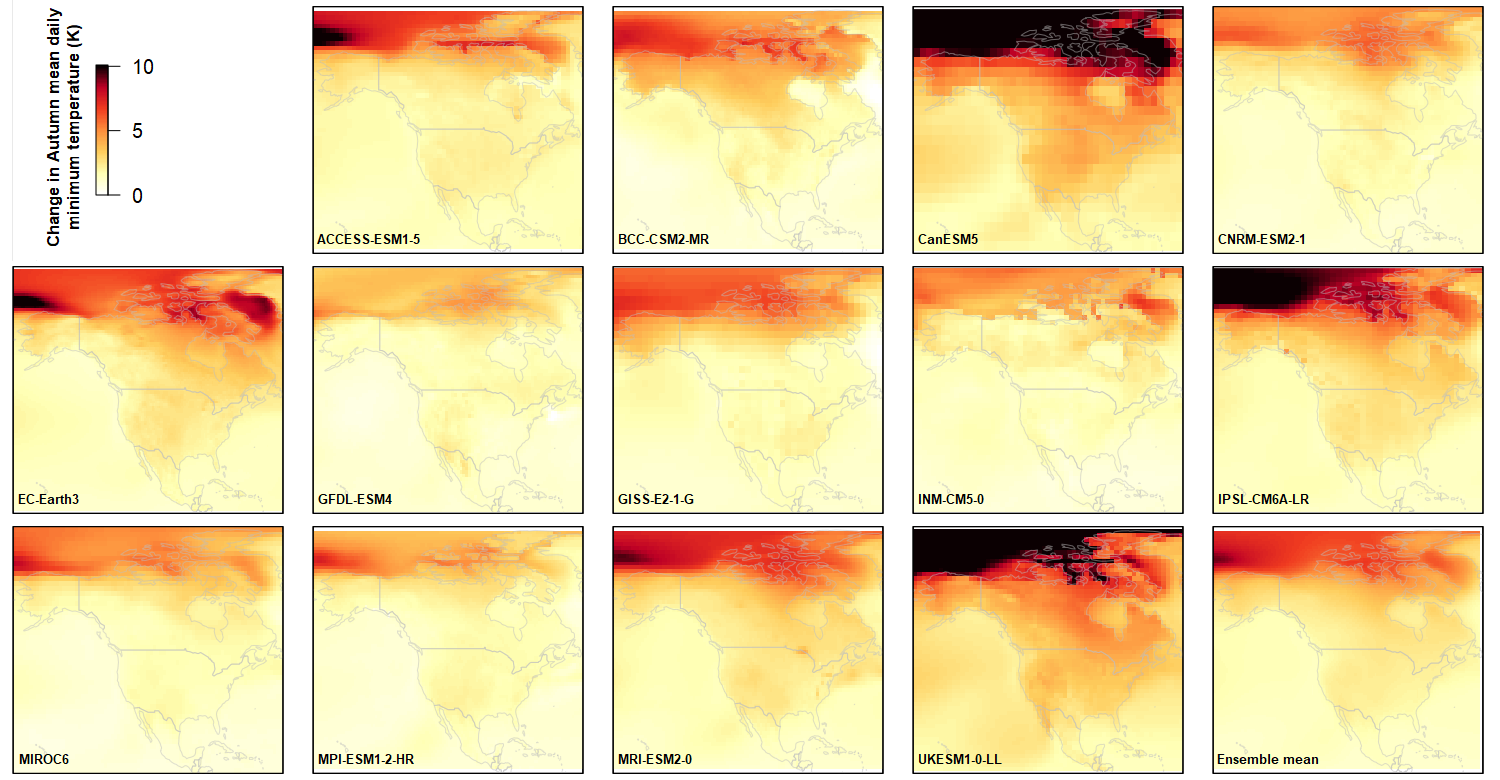 Change in Autumn mean daily
minimum temperature (K)
10
5
0
ACCESS-ESM1-5
BCC-CSM2-MR
CanESM5
CNRM-ESM2-1
EC-Earth3
GFDL-ESM4
GISS-E2-1-G
INM-CM5-0
IPSL-CM6A-LR
MIROC6
MPI-ESM1-2-HR
MRI-ESM2-0
UKESM1-0-LL
Ensemble mean